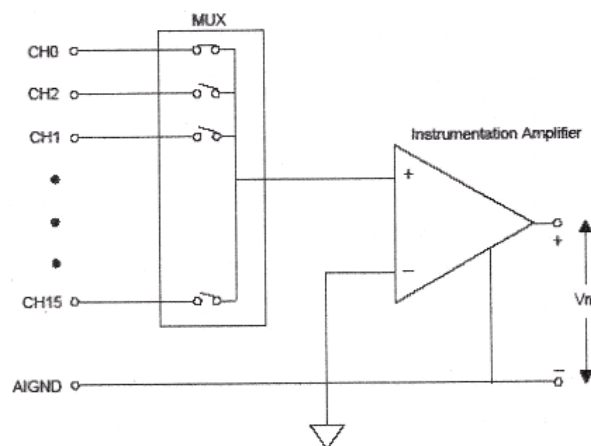 MUX
CH0
CH2
CH1
CH15
AIGND
Instrumentation Amplifier
+
−
+
−